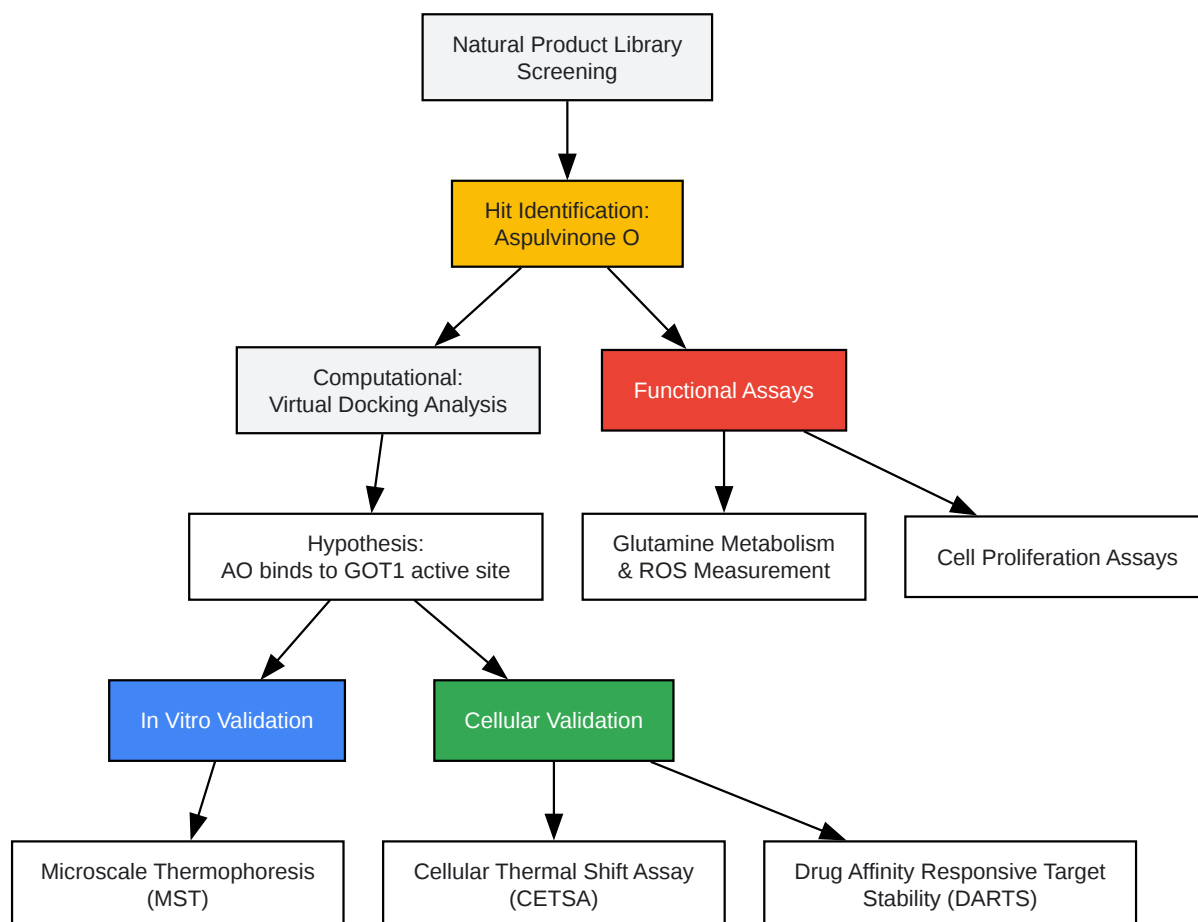 Natural Product Library
Screening
Hit Identification:
Aspulvinone O
Computational:
Virtual Docking Analysis
Functional Assays
Hypothesis:
AO binds to GOT1 active site
Glutamine Metabolism
& ROS Measurement
Cell Proliferation Assays
In Vitro Validation
Cellular Validation
Microscale Thermophoresis
(MST)
Cellular Thermal Shift Assay
(CETSA)
Drug Affinity Responsive Target
Stability (DARTS)